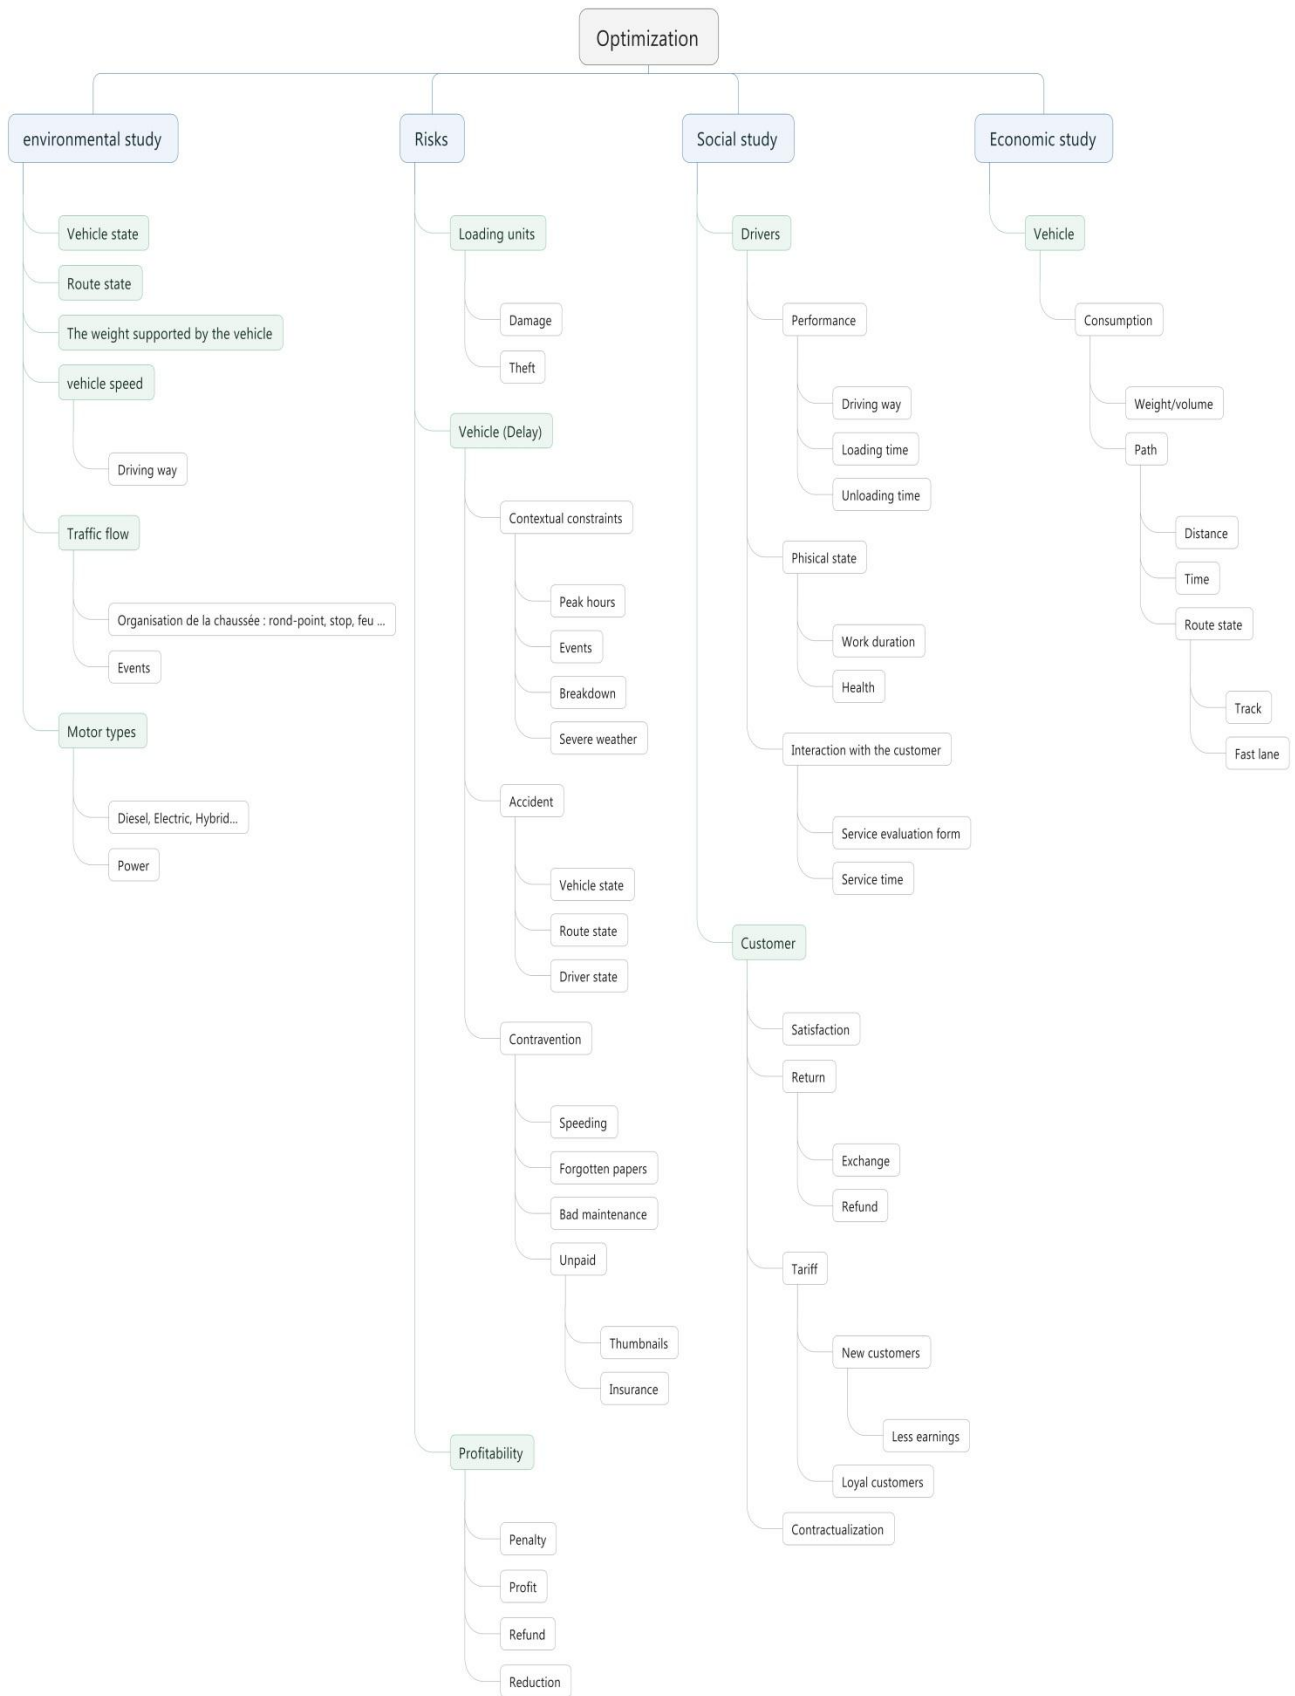 Optimization
environmental study
Vehicle state
Route state
The weight supported by the vehicle
vehicle speed
Driving way
Traffic flow
Organisation de la chaussée : rond-point, stop, feu ...
Events
Motor types
Diesel, Electric, Hybrid...
Power
Risks
Loading units
Damage
Theft
Vehicle (Delay)
Contextual constraints
Peak hours
Events
Breakdown
Severe weather
Accident
Vehicle state
Route state
Driver state
Contravention
Speeding
Forgotten papers
Bad maintenance
Unpaid
Thumbnails
Insurance
Profitability
Penalty
Profit
Refund
Reduction
Social study
Drivers
Performance
Driving way
Loading time
Unloading time
Phisical state
Work duration
Health
Interaction with the customer
Service evaluation form
Service time
Customer
Satisfaction
Return
Exchange
Refund
Tariff
New customers
Less earnings
Loyal customers
Contractualization
Economic study
Vehicle
Consumption
Weight/volume
Path
Distance
Time
Route state
Track
Fast lane